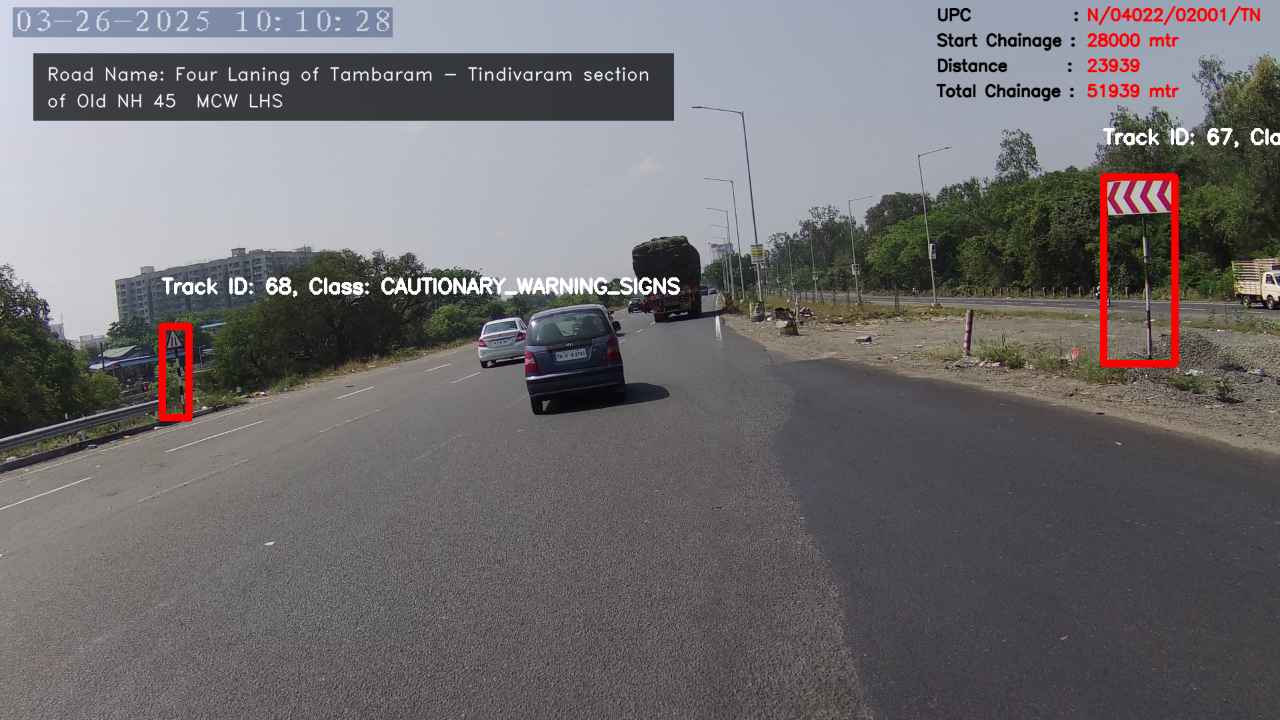 03-26-2025 10:10:28
Road Name: Four Laning of Tambaram - Tindivaram section
of Old NH 45 MCW LHS
UPC : N/04022/02001/TN
Start Chainage : 28000 mtr
Distance : 23939
Total Chainage : 51939 mtr
Track ID: 67, Cla
Track ID: 68, Class: CAUTIONARY_WARNING_SIGNS